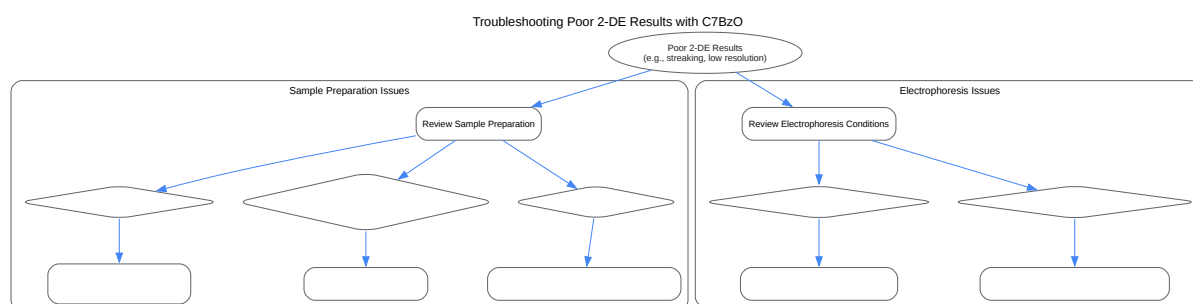 Troubleshooting Poor 2-DE Results with C7BzO
Poor 2-DE Results
(e.g., streaking, low resolution)
Sample Preparation Issues
Electrophoresis Issues
Review Sample Preparation
Review Electrophoresis Conditions